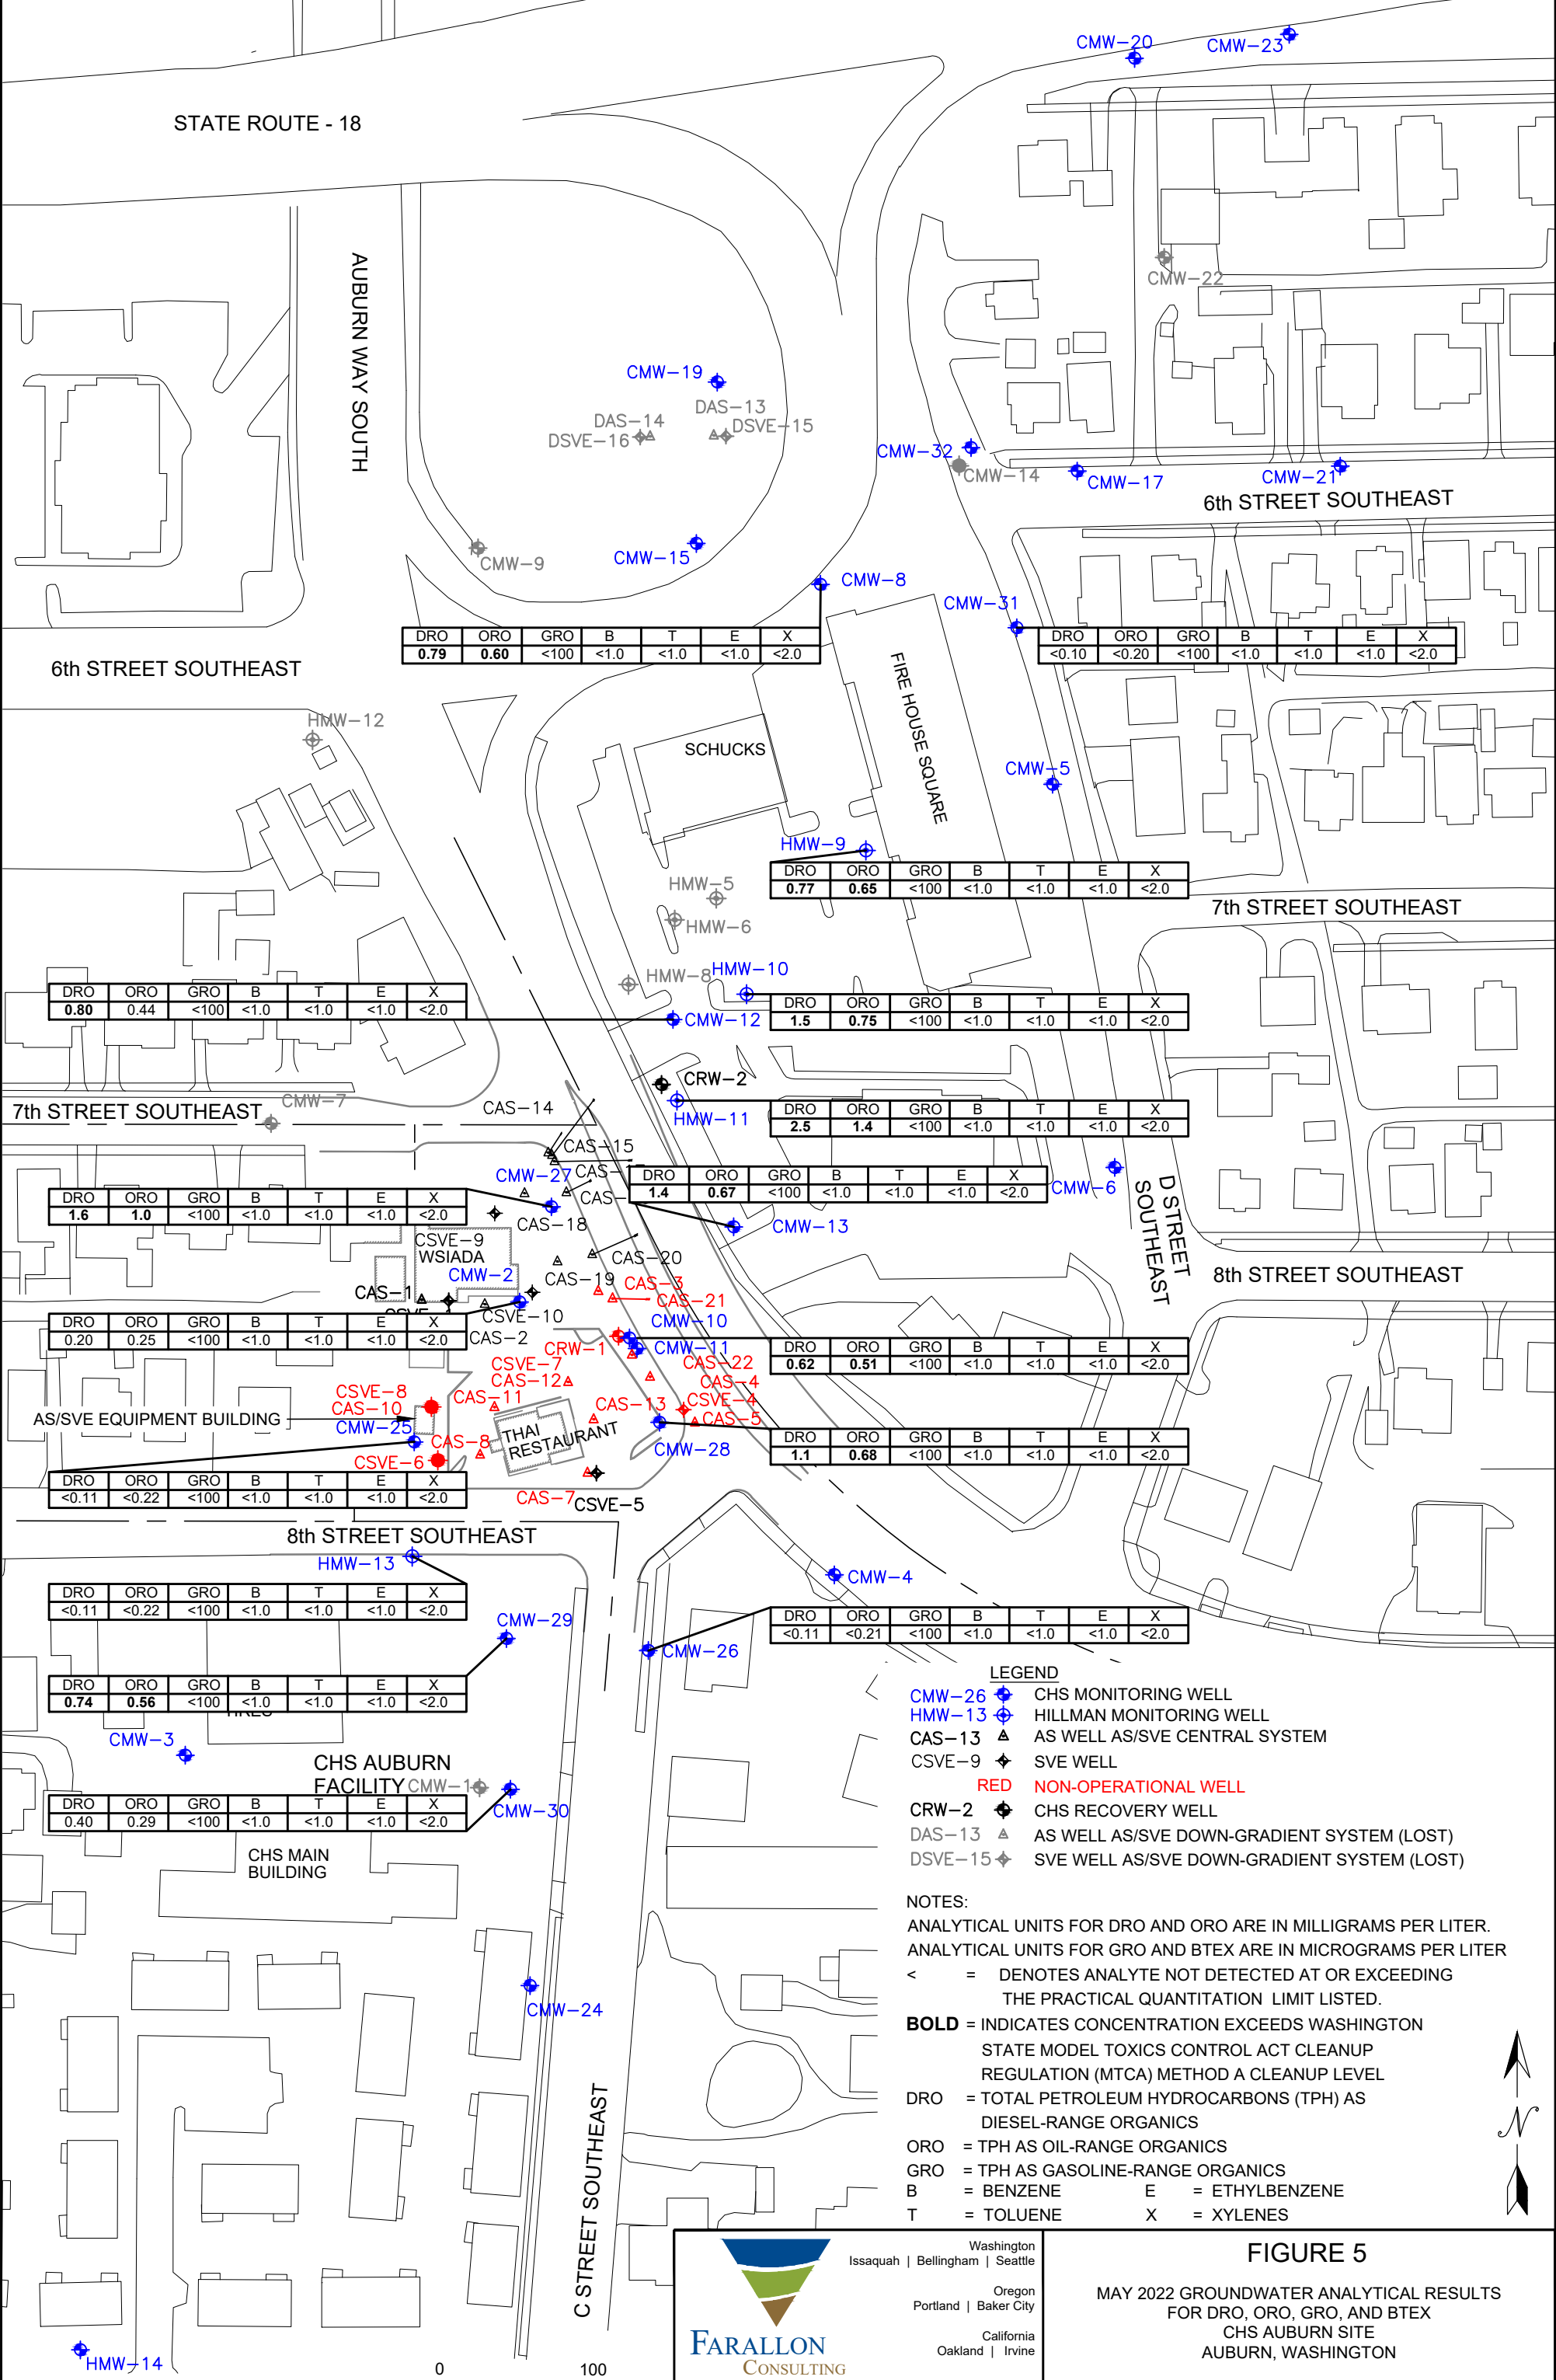 CMW-20
CMW-23
STATE ROUTE - 18
CMW-22
AUBURN WAY SOUTH
CMW-19
DAS-13
DAS-14
DSVE-15
DSVE-16
CMW-32
CMW-14
CMW-17
CMW-21
6th STREET SOUTHEAST
CMW-9
CMW-15
CMW-8
CMW-31
DRO ORO GRO B T E X
0.79 0.60 <100 <1.0 <1.0 <1.0 <2.0
DRO ORO GRO B T E X
<0.10 <0.20 <100 <1.0 <1.0 <1.0 <2.0
6th STREET SOUTHEAST
FIRE HOUSE SQUARE
HMW-12
SCHUCKS
CMW-5
HMW-9
DRO ORO GRO B T E X
0.77 0.65 <100 <1.0 <1.0 <1.0 <2.0
HMW-5
HMW-6
7th STREET SOUTHEAST
HMW-8
HMW-10
DRO ORO GRO B T E X
0.80 0.44 <100 <1.0 <1.0 <1.0 <2.0
CMW-12
DRO ORO GRO B T E X
1.5 0.75 <100 <1.0 <1.0 <1.0 <2.0
CRW-2
CMW-7
7th STREET SOUTHEAST
CAS-14
HMW-11
DRO ORO GRO B T E X
2.5 1.4 <100 <1.0 <1.0 <1.0 <2.0
CAS-15
CMW-27
CAS-
CAS-
DRO ORO GRO B T E X
1.4 0.67 <100 <1.0 <1.0 <1.0 <2.0
CMW-6
D STREET
SOUTHEAST
DRO ORO GRO B T E X
1.6 1.0 <100 <1.0 <1.0 <1.0 <2.0
CAS-18
CMW-13
CSVE-9
WSIADA
CAS-20
CMW-2
CAS-19
CAS-3
CAS-21
8th STREET SOUTHEAST
CAS-1
CSVE-10
CAS-2
DRO ORO GRO B T E X
0.20 0.25 <100 <1.0 <1.0 <1.0 <2.0
CMW-10
CRW-1
CMW-11
DRO ORO GRO B T E X
0.62 0.51 <100 <1.0 <1.0 <1.0 <2.0
CSVE-7
CAS-12
CAS-22
CAS-4
CSVE-8
CAS-10
CAS-11
CAS-13
CSVE-4
CAS-5
AS/SVE EQUIPMENT BUILDING
CMW-25
CAS-8
THAI
RESTAURANT
CMW-28
CSVE-6
DRO ORO GRO B T E X
1.1 0.68 <100 <1.0 <1.0 <1.0 <2.0
DRO ORO GRO B T E X
<0.11 <0.22 <100 <1.0 <1.0 <1.0 <2.0
CAS-7
CSVE-5
8th STREET SOUTHEAST
HMW-13
CMW-4
DRO ORO GRO B T E X
<0.11 <0.22 <100 <1.0 <1.0 <1.0 <2.0
CMW-29
DRO ORO GRO B T E X
<0.11 <0.21 <100 <1.0 <1.0 <1.0 <2.0
CMW-26
DRO ORO GRO B T E X
0.74 0.56 <100 <1.0 <1.0 <1.0 <2.0
CMW-3
CHS AUBURN
FACILITY
CMW-1
CMW-30
DRO ORO GRO B T E X
0.40 0.29 <100 <1.0 <1.0 <1.0 <2.0
CHS MAIN
BUILDING
CMW-24
C STREET SOUTHEAST
HMW-14
0 100
LEGEND
CMW-26 CHS MONITORING WELL
HMW-13 HILLMAN MONITORING WELL
CAS-13 AS WELL AS/SVE CENTRAL SYSTEM
CSVE-9 SVE WELL
RED NON-OPERATIONAL WELL
CRW-2 CHS RECOVERY WELL
DAS-13 AS WELL AS/SVE DOWN-GRADIENT SYSTEM (LOST)
DSVE-15 SVE WELL AS/SVE DOWN-GRADIENT SYSTEM (LOST)
NOTES:
ANALYTICAL UNITS FOR DRO AND ORO ARE IN MILLIGRAMS PER LITER.
ANALYTICAL UNITS FOR GRO AND BTEX ARE IN MICROGRAMS PER LITER
< = DENOTES ANALYTE NOT DETECTED AT OR EXCEEDING
THE PRACTICAL QUANTITATION LIMIT LISTED.
BOLD = INDICATES CONCENTRATION EXCEEDS WASHINGTON
STATE MODEL TOXICS CONTROL ACT CLEANUP
REGULATION (MTCA) METHOD A CLEANUP LEVEL
DRO = TOTAL PETROLEUM HYDROCARBONS (TPH) AS
DIESEL-RANGE ORGANICS
ORO = TPH AS OIL-RANGE ORGANICS
GRO = TPH AS GASOLINE-RANGE ORGANICS
B = BENZENE E = ETHYLBENZENE
T = TOLUENE X = XYLENES
N
FARALLON
CONSULTING
Washington
Issaquah | Bellingham | Seattle
Oregon
Portland | Baker City
California
Oakland | Irvine
FIGURE 5
MAY 2022 GROUNDWATER ANALYTICAL RESULTS
FOR DRO, ORO, GRO, AND BTEX
CHS AUBURN SITE
AUBURN, WASHINGTON